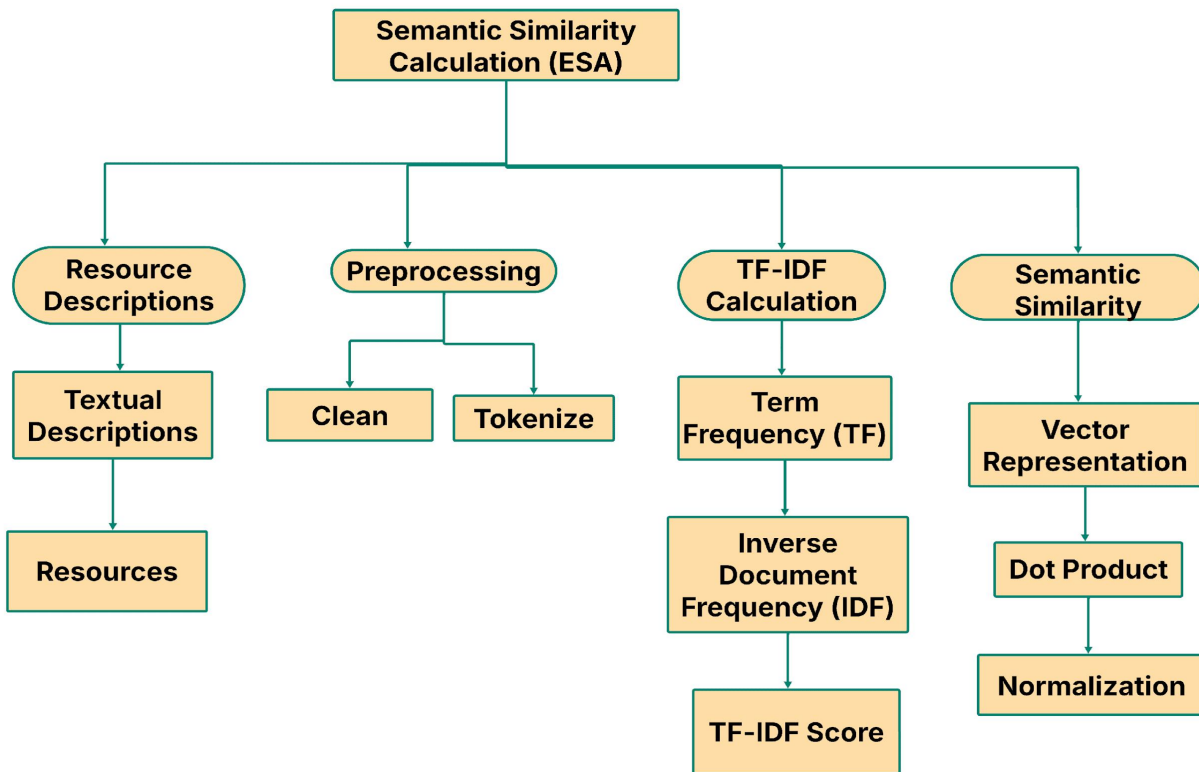 Semantic Similarity
Calculation (ESA)
Resource
Descriptions
Preprocessing
TF-IDF
Calculation
Semantic
Similarity
Textual
Descriptions
Clean
Tokenize
Term
Frequency (TF)
Vector
Representation
Resources
Inverse
Document
Frequency (IDF)
Dot Product
TF-IDF Score
Normalization